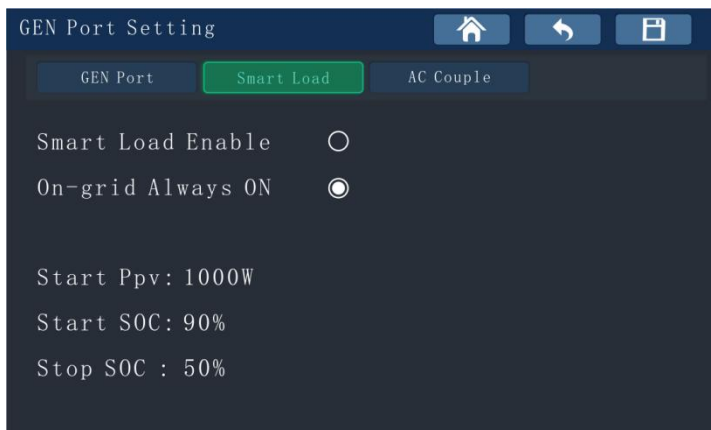 GEN Port Setting
GEN Port Smart Load AC Couple
Smart Load Enable
On-grid Always ON
Start Ppv: 1000W
Start SOC: 90%
Stop SOC : 50%